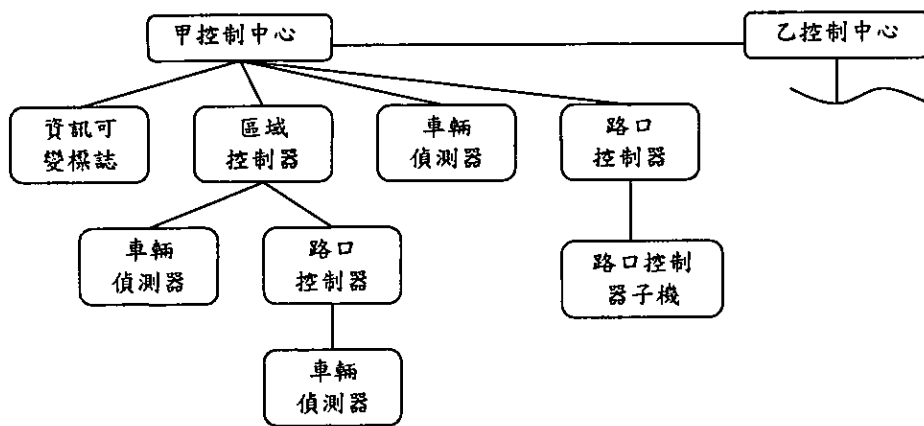 甲控制中心
乙控制中心
資訊可
變標誌
區域
控制器
車輛
偵測器
路口
控制器
車輛
偵測器
路口
控制器
路口控制
器子機
車輛
偵測器